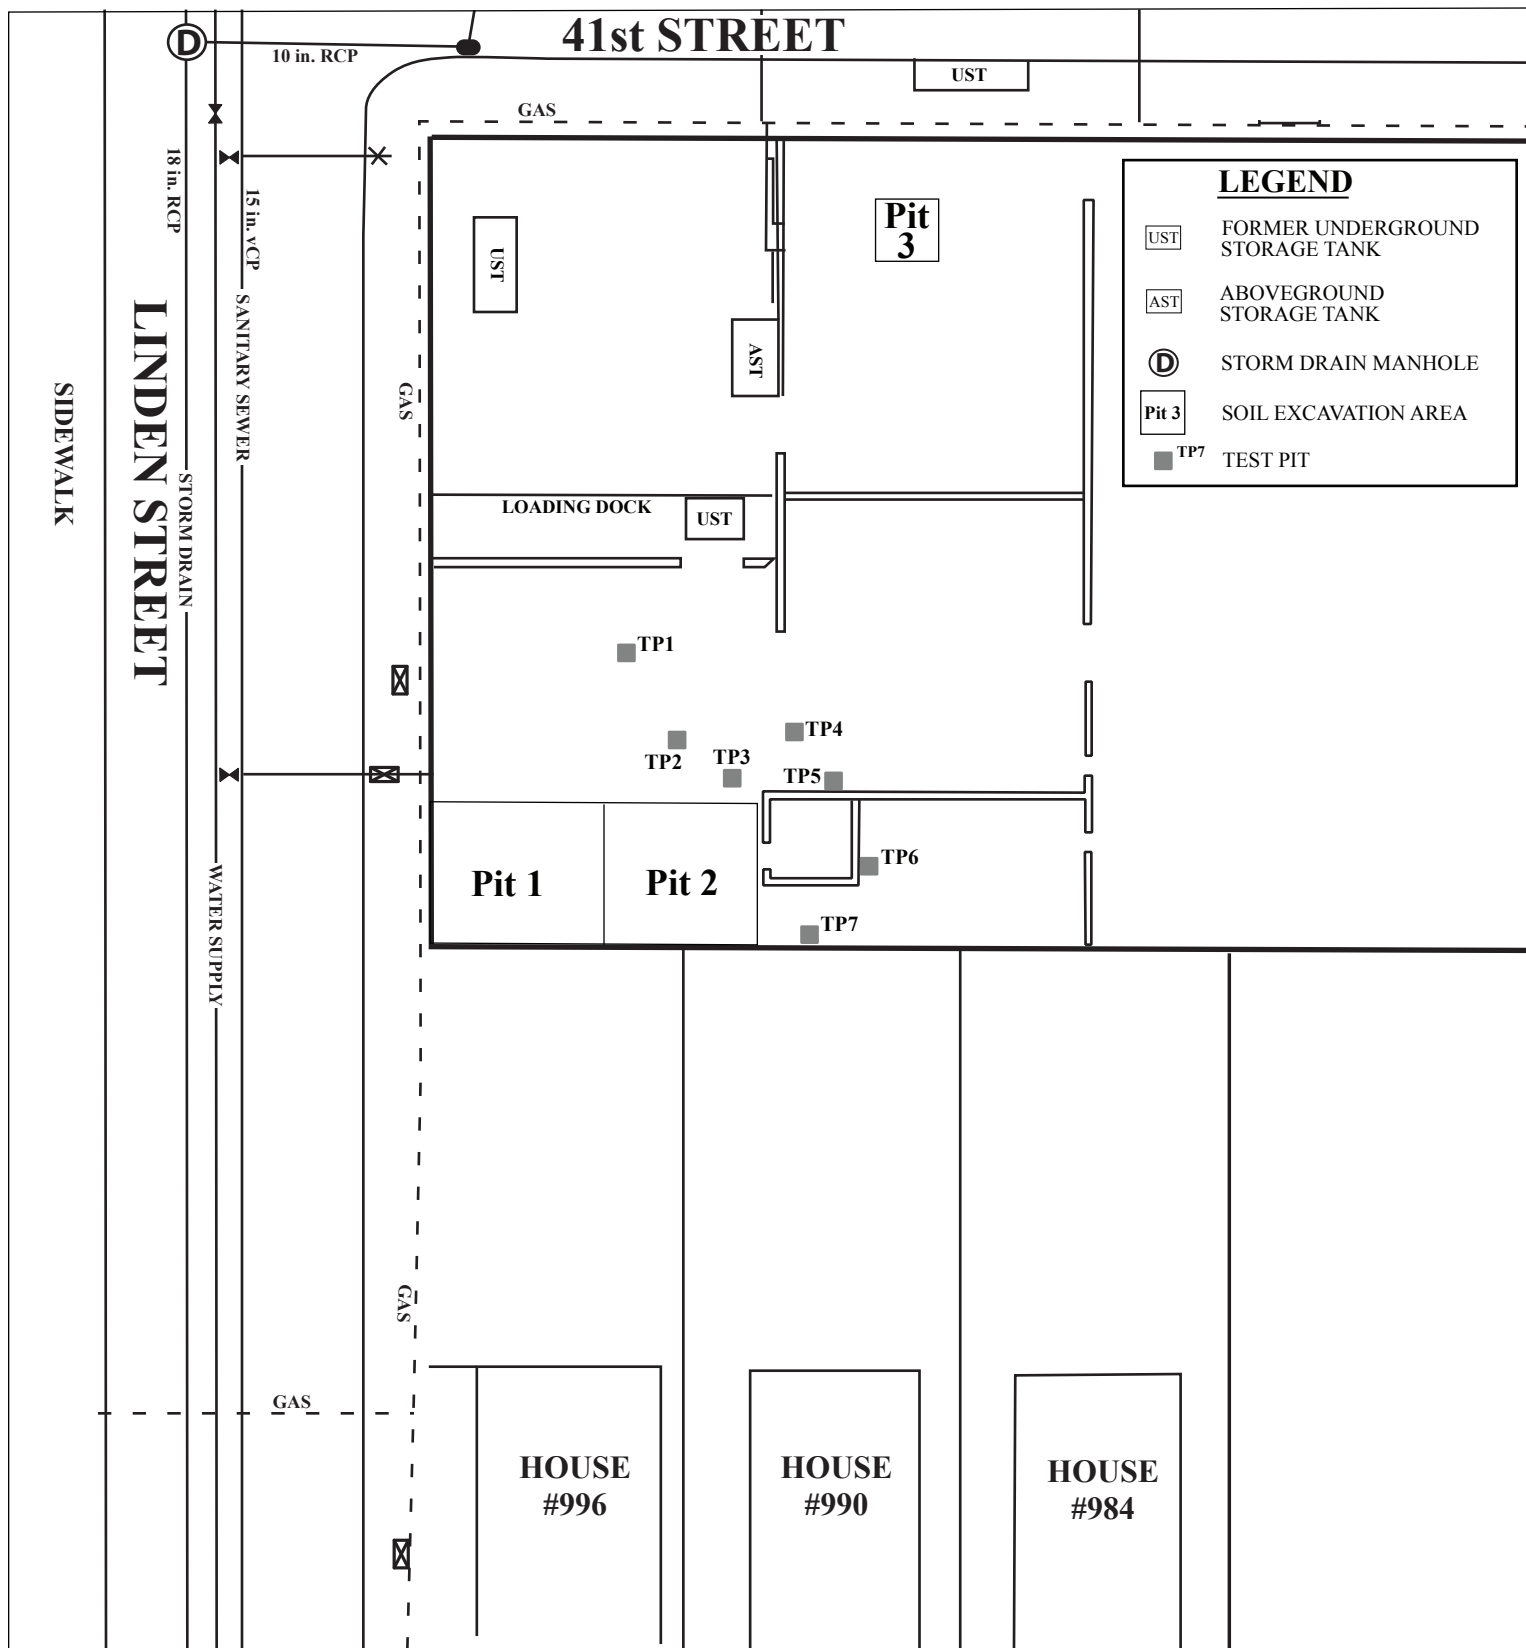 41st STREET
D
10 in. RCP
UST
GAS
18 in. RCP
15 in. vCP
LEGEND
UST
FORMER UNDERGROUND
STORAGE TANK
AST
ABOVEGROUND
STORAGE TANK
D
STORM DRAIN MANHOLE
Pit 3
SOIL EXCAVATION AREA
TP7
TEST PIT
Pit
3
UST
AST
SANITARY SEWER
LINDEN STREET
SIDEWALK
GAS
STORM DRAIN
LOADING DOCK
UST
TP1
TP4
TP2
TP3
TP5
TP6
Pit 1
Pit 2
TP7
WATER SUPPLY
GAS
GAS
HOUSE
#996
HOUSE
#990
HOUSE
#984